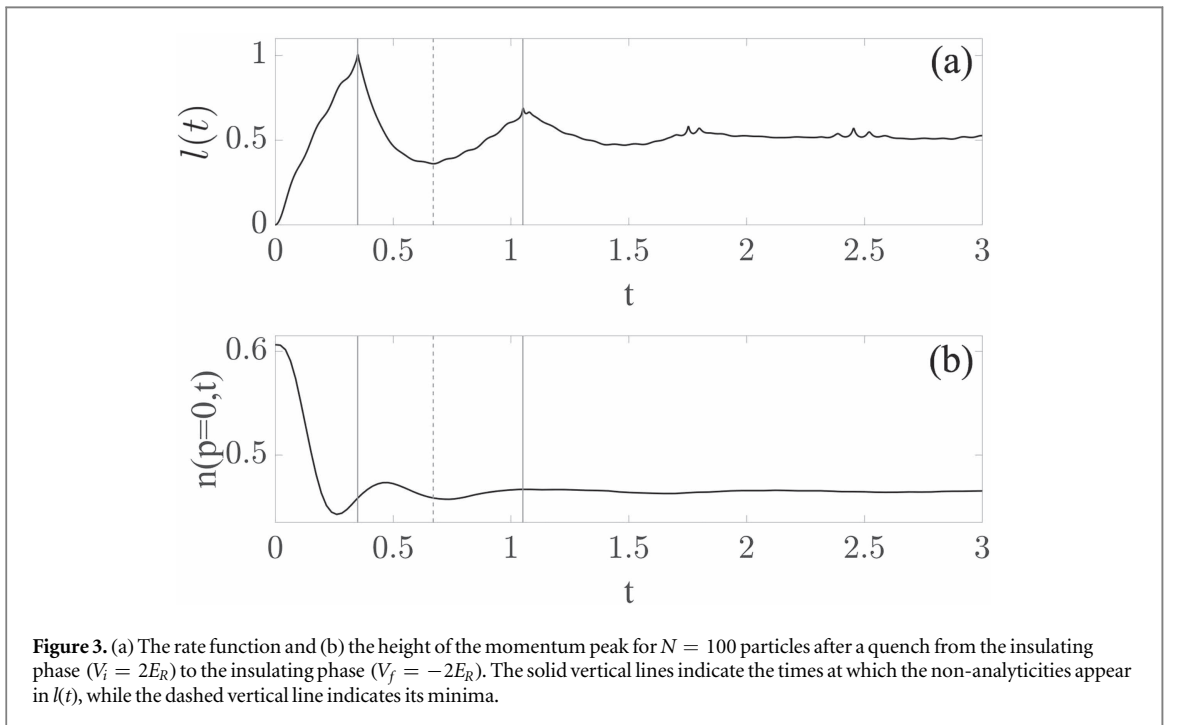 (a)
1
0.5
0
l(t)
0 0.5 1 1.5 2 2.5 3
t
(b)
0.6
0.5
n(p=0,t)
0 0.5 1 1.5 2 2.5 3
t
Figure 3. (a) The rate function and (b) the height of the momentum peak for N = 100 particles after a quench from the insulating
phase (Vᵢ = 2E_R) to the insulating phase (V_f = −2E_R). The solid vertical lines indicate the times at which the non-analyticities appear
in l(t), while the dashed vertical line indicates its minima.